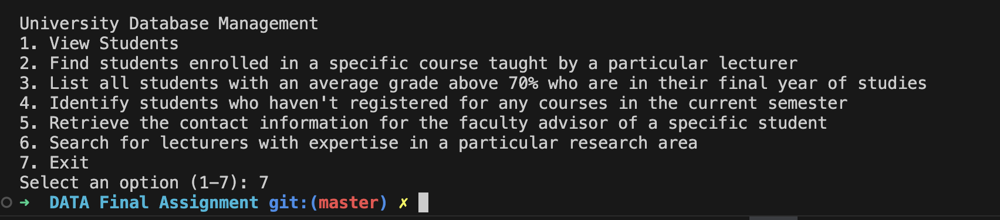 University Database Management
1. View Students
2. Find students enrolled in a specific course taught by a particular lecturer
3. List all students with an average grade above 70% who are in their final year of studies
4. Identify students who haven't registered for any courses in the current semester
5. Retrieve the contact information for the faculty advisor of a specific student
6. Search for lecturers with expertise in a particular research area
7. Exit
Select an option (1-7): 7
➜ DATA Final Assignment git:(master) ✗